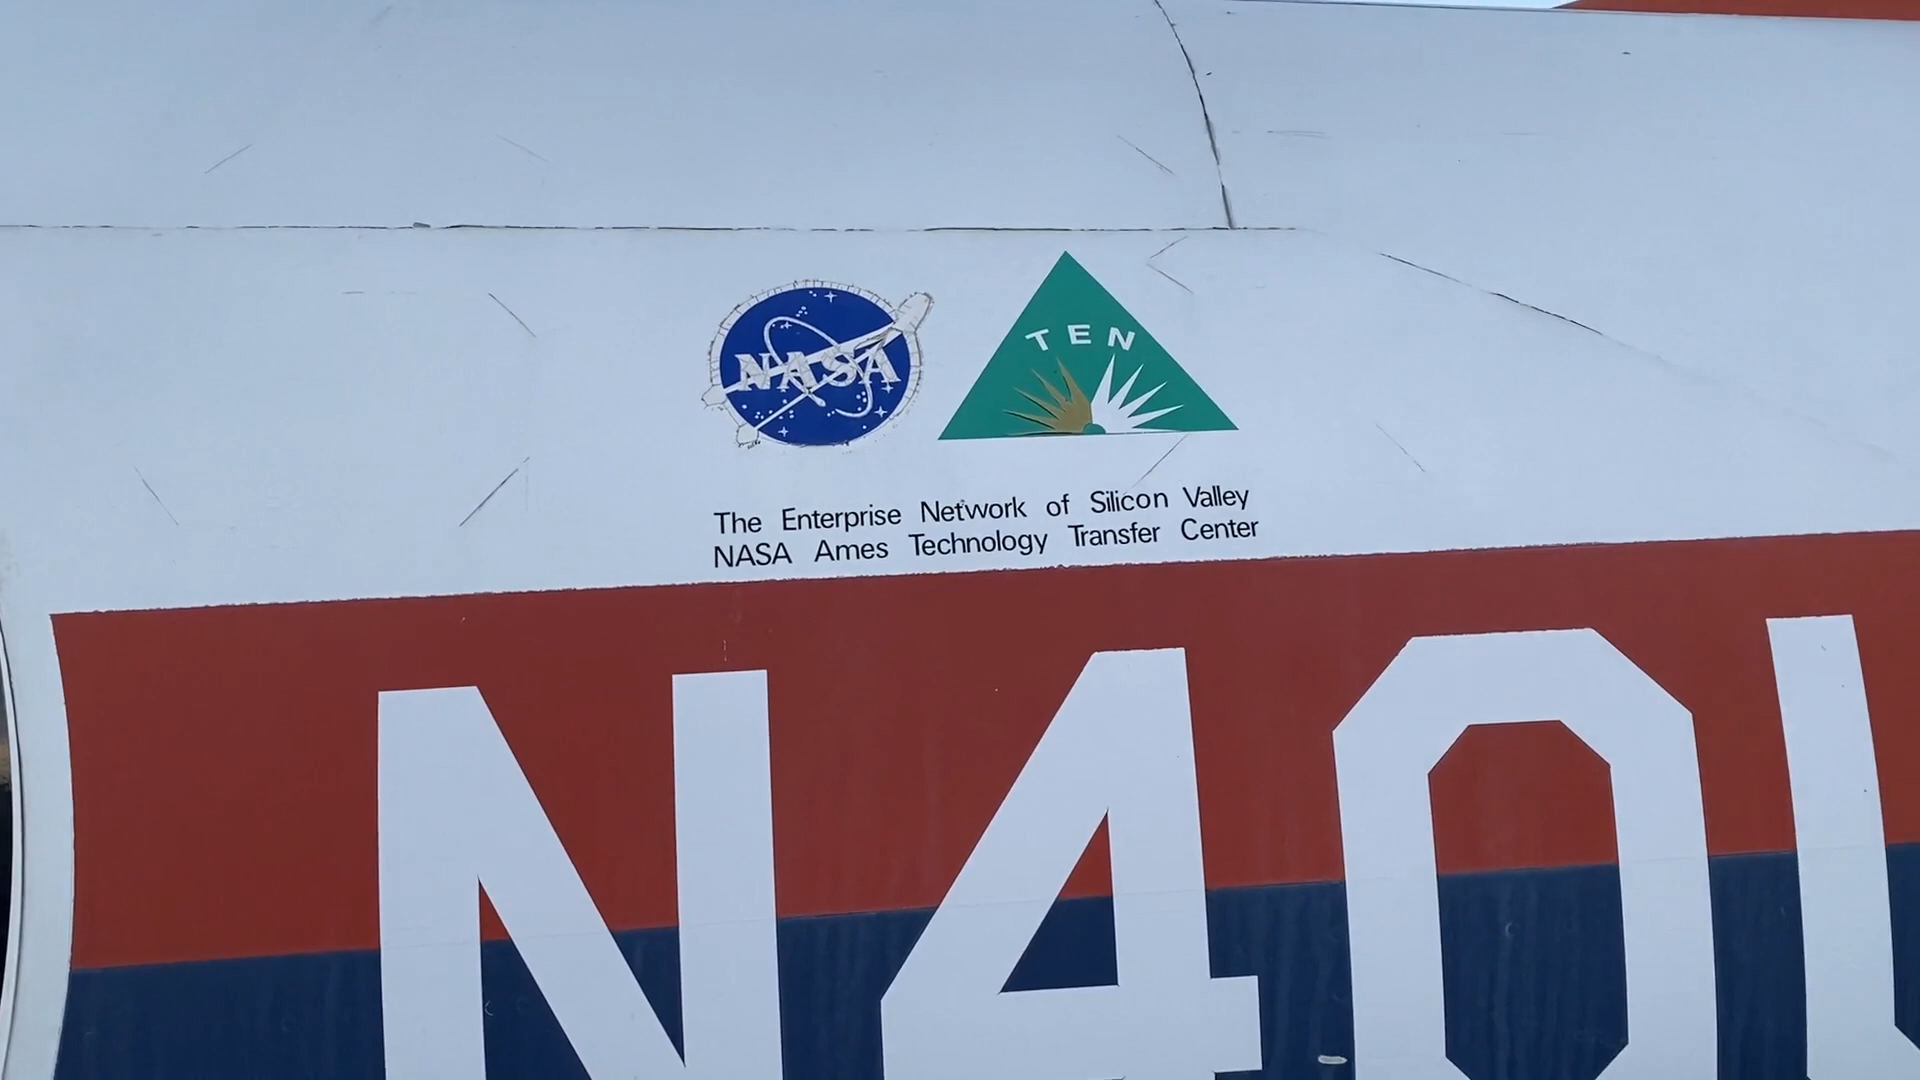 NASA
TEN
The Enterprise Network of Silicon Valley
NASA Ames Technology Transfer Center
N40